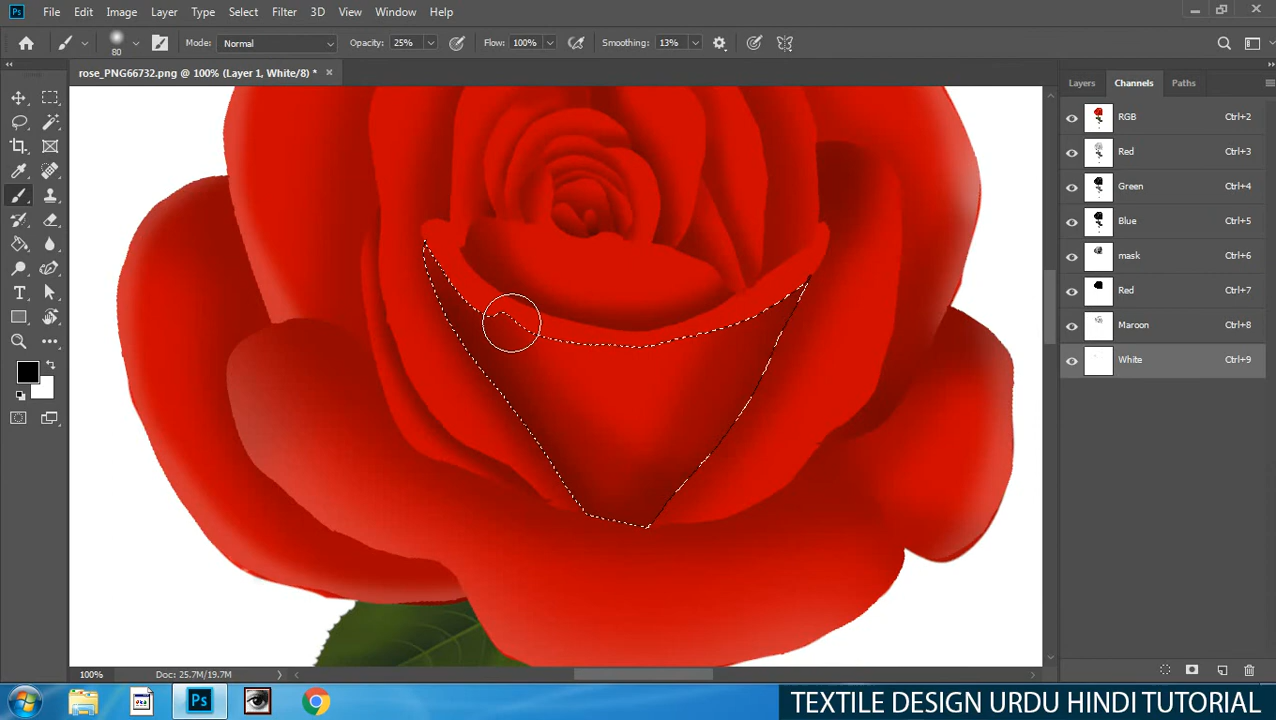 Ps File Edit Image Layer Type Select Filter 3D View Window Help
80 Mode: Normal Opacity: 25% Flow: 100% Smoothing: 13%
rose_PNG66732.png @ 100% (Layer 1, White/8) *
Layers Channels Paths
RGB Ctrl+2
Red Ctrl+3
Green Ctrl+4
Blue Ctrl+5
mask Ctrl+6
Red Ctrl+7
Maroon Ctrl+8
White Ctrl+9
100% Doc: 25.7M/19.7M
Ps
TEXTILE DESIGN URDU HINDI TUTORIAL